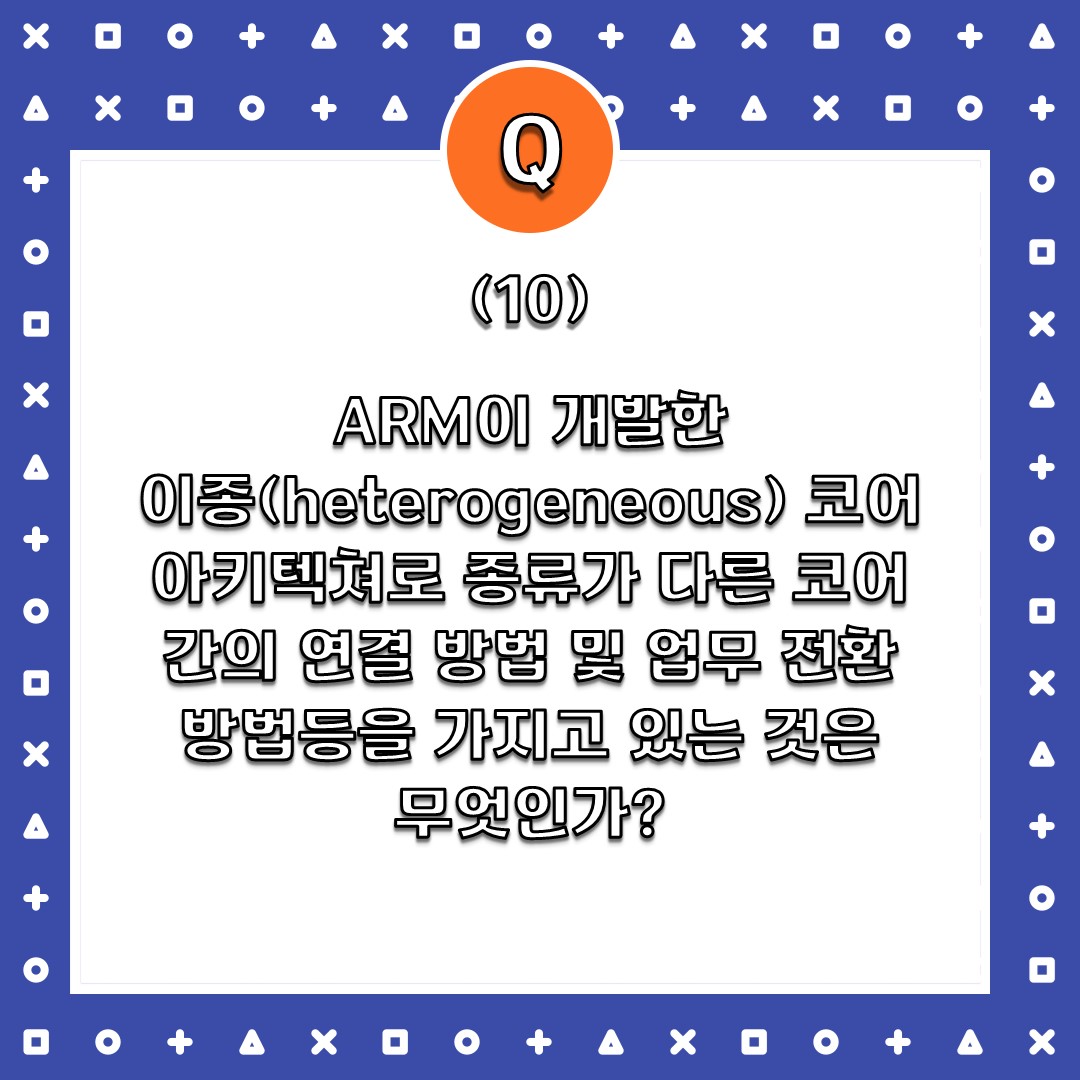 Q
(10)
ARM이 개발한
이종(heterogeneous) 코어
아키텍쳐로 종류가 다른 코어
간의 연결 방법 및 업무 전환
방법등을 가지고 있는 것은
무엇인가?